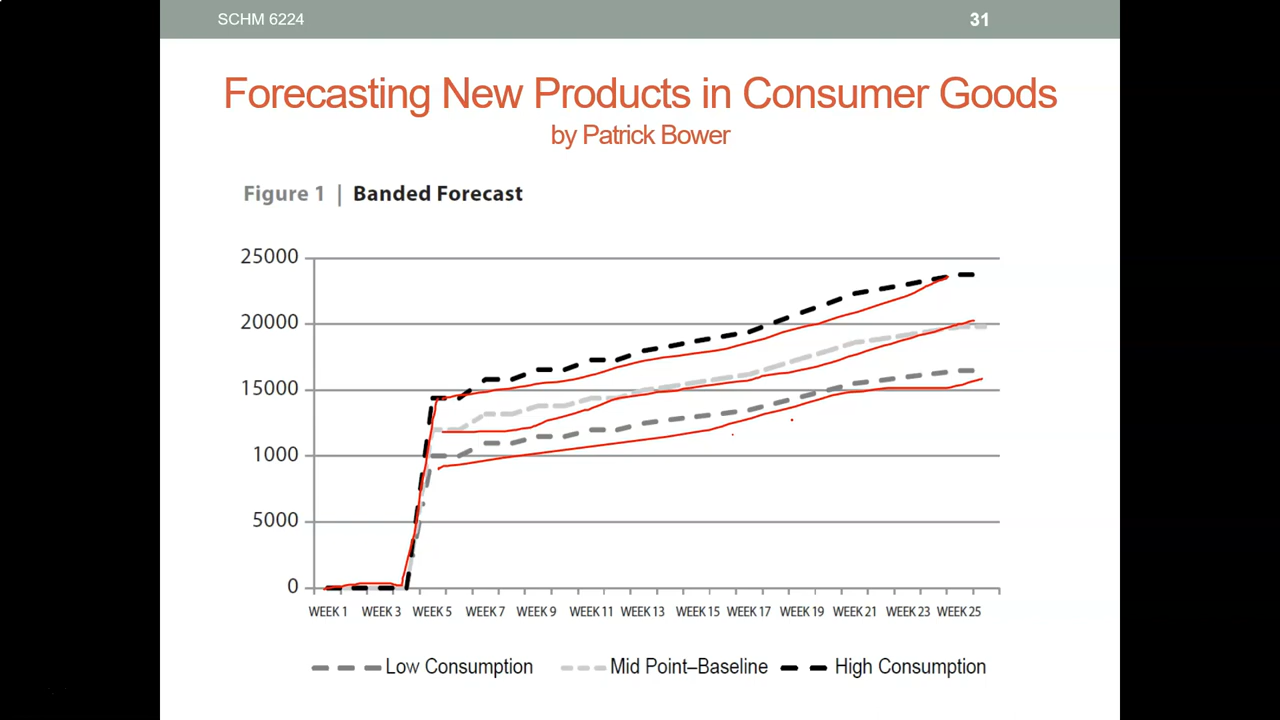 SCHM 6224
31
Forecasting New Products in Consumer Goods
by Patrick Bower
Figure 1 | Banded Forecast
25000
20000
15000
1000
5000
0
WEEK 1 WEEK 3 WEEK 5 WEEK 7 WEEK 9 WEEK 11 WEEK 13 WEEK 15 WEEK 17 WEEK 19 WEEK 21 WEEK 23 WEEK 25
Low Consumption Mid Point–Baseline High Consumption